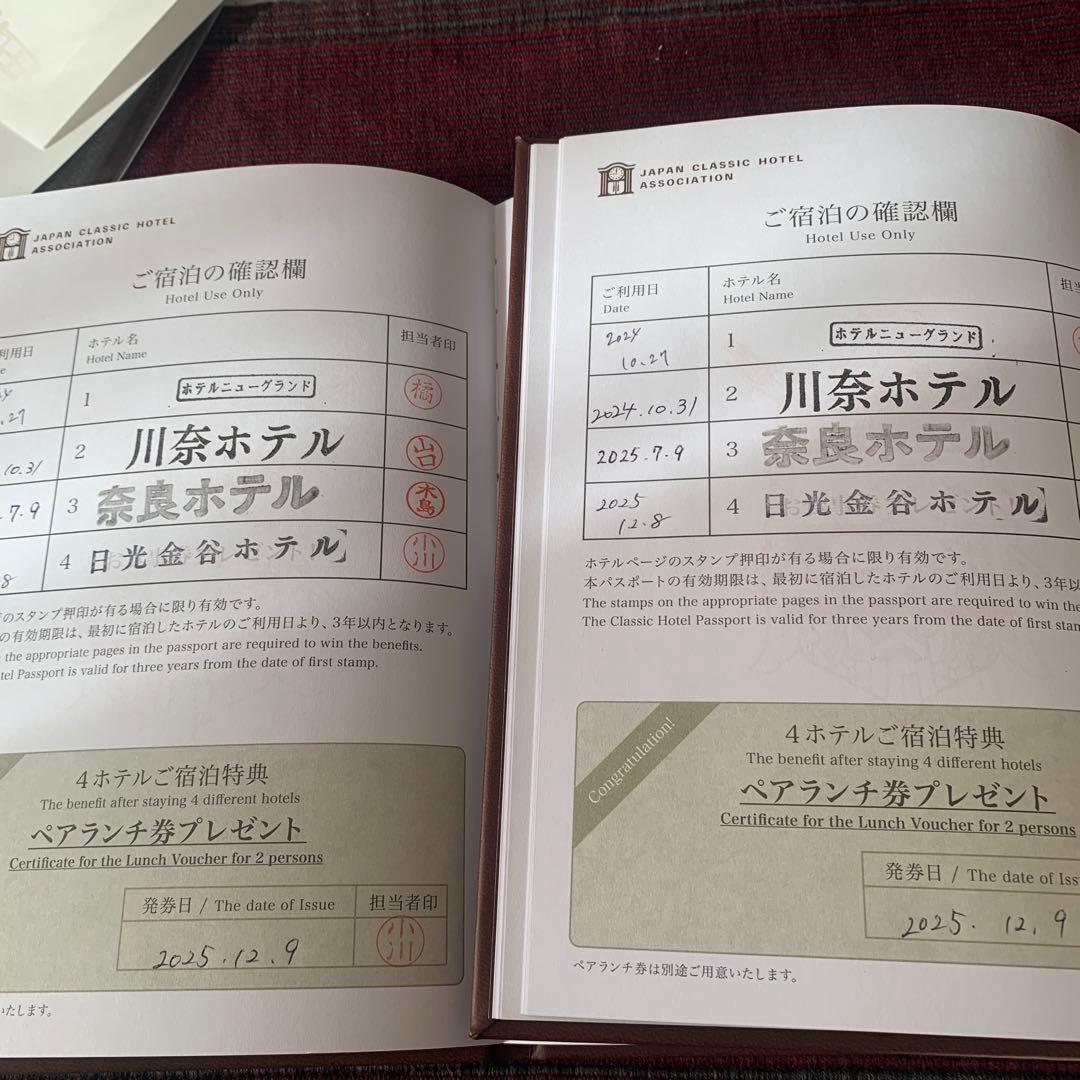 JAPAN CLASSIC HOTEL
ASSOCIATION
ご宿泊の確認欄
Hotel Use Only
利用日
ホテル名
Hotel Name
担当者印
.27
1
ホテルニューグランド
橘
10.31
2
川奈ホテル
山口
.7.9
3
奈良ホテル
木島
8
4
日光金谷ホテル
小川
のスタンプ押印が有る場合に限り有効です。
の有効期限は、最初に宿泊したホテルのご利用日より、3年以内となります。
the appropriate pages in the passport are required to win the benefits.
tel Passport is valid for three years from the date of first stamp.
4ホテルご宿泊特典
The benefit after staying 4 different hotels
ペアランチ券プレゼント
Certificate for the Lunch Voucher for 2 persons
発券日 / The date of Issue
担当者印
2025.12.9
小川
いたします。
JAPAN CLASSIC HOTEL
ASSOCIATION
ご宿泊の確認欄
Hotel Use Only
ご利用日
Date
ホテル名
Hotel Name
担当
2024
10.27
1
ホテルニューグランド
2024.10.31
2
川奈ホテル
2025.7.9
3
奈良ホテル
2025
12.8
4
日光金谷ホテル
ホテルページのスタンプ押印が有る場合に限り有効です。
本パスポートの有効期限は、最初に宿泊したホテルのご利用日より、3年以
The stamps on the appropriate pages in the passport are required to win the
The Classic Hotel Passport is valid for three years from the date of first stam
Congratulation!
4ホテルご宿泊特典
The benefit after staying 4 different hotels
ペアランチ券プレゼント
Certificate for the Lunch Voucher for 2 persons
発券日 / The date of Iss
2025. 12. 9
ペアランチ券は別途ご用意いたします。